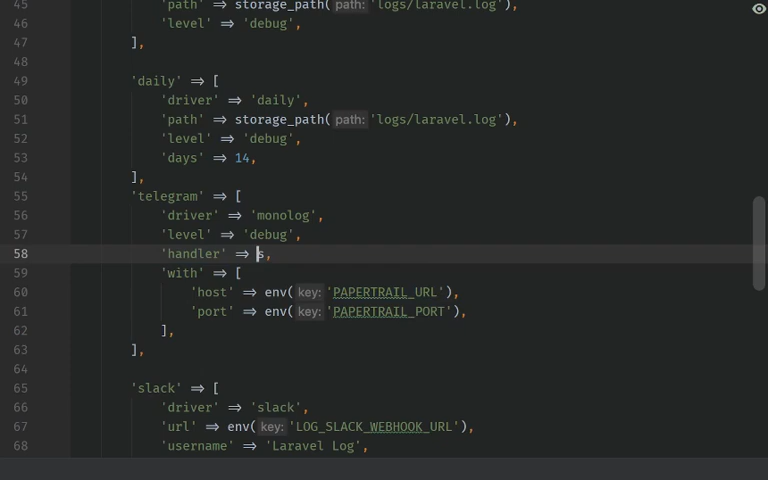 45 'path' => storage_path( path: 'logs/laravel.log'),
46 'level' => 'debug',
47 ],
48
49 'daily' => [
50 'driver' => 'daily',
51 'path' => storage_path( path: 'logs/laravel.log'),
52 'level' => 'debug',
53 'days' => 14,
54 ],
55 'telegram' => [
56 'driver' => 'monolog',
57 'level' => 'debug',
58 'handler' => s,
59 'with' => [
60 'host' => env( key: 'PAPERTRAIL_URL'),
61 'port' => env( key: 'PAPERTRAIL_PORT'),
62 ],
63 ],
64
65 'slack' => [
66 'driver' => 'slack',
67 'url' => env( key: 'LOG_SLACK_WEBHOOK_URL'),
68 'username' => 'Laravel Log',